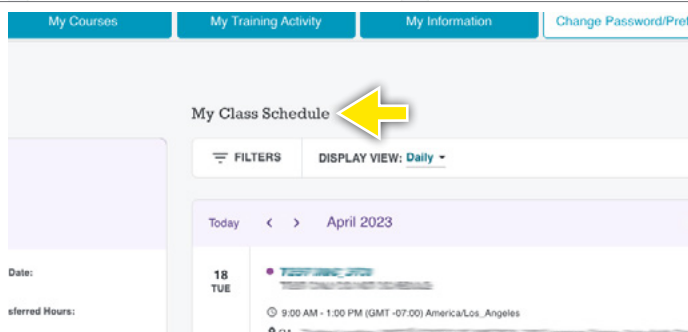 My Courses
My Training Activity
My Information
Change Password/Pref
My Class Schedule
FILTERS
DISPLAY VIEW: Daily
Today < > April 2023
Date:
18
TUE
sferred Hours:
9:00 AM - 1:00 PM (GMT -07:00) America/Los_Angeles